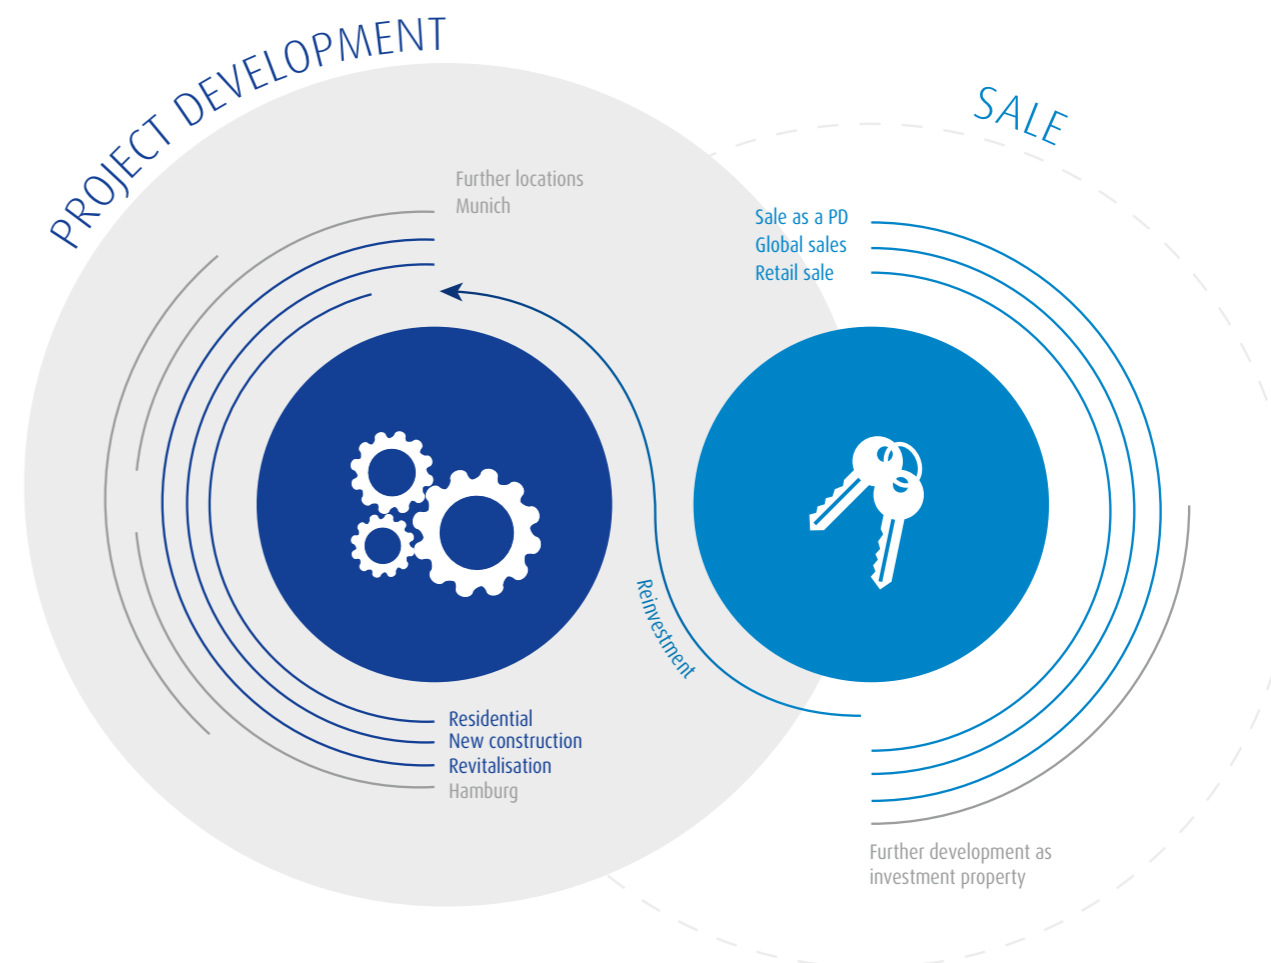 PROJECT DEVELOPMENT
SALE
Further locations
Munich
Sale as a PD
Global sales
Retail sale
Reinvestment
Residential
New construction
Revitalisation
Hamburg
Further development as
investment property